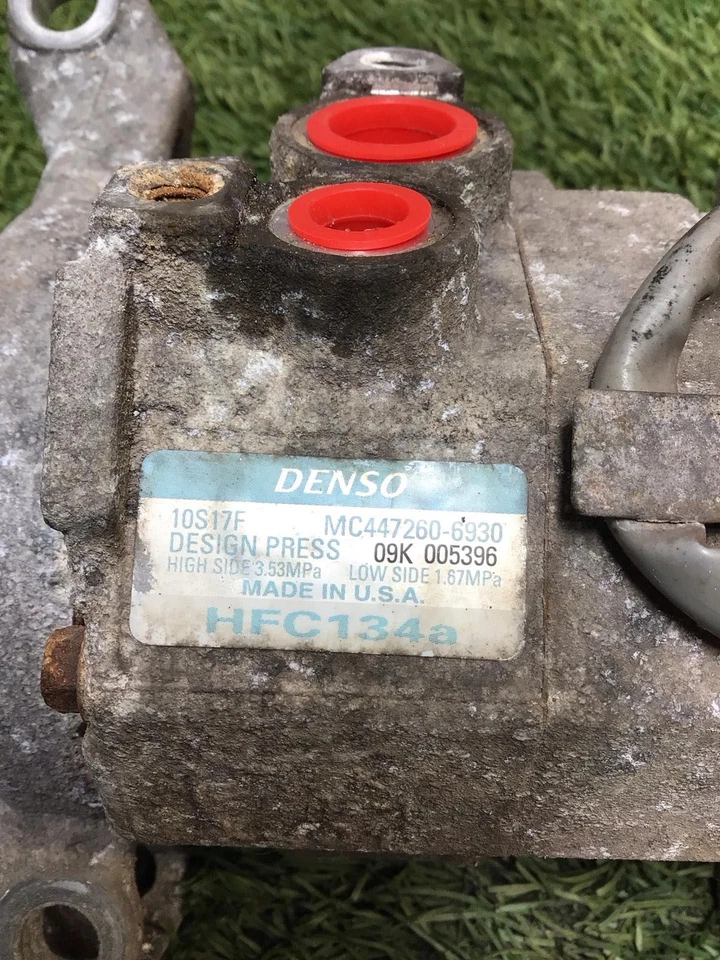 DENSO
10S17F MC447260-6930
DESIGN PRESS 09K 005396
HIGH SIDE 3.53MPa LOW SIDE 1.67MPa
MADE IN U.S.A.
HFC134a